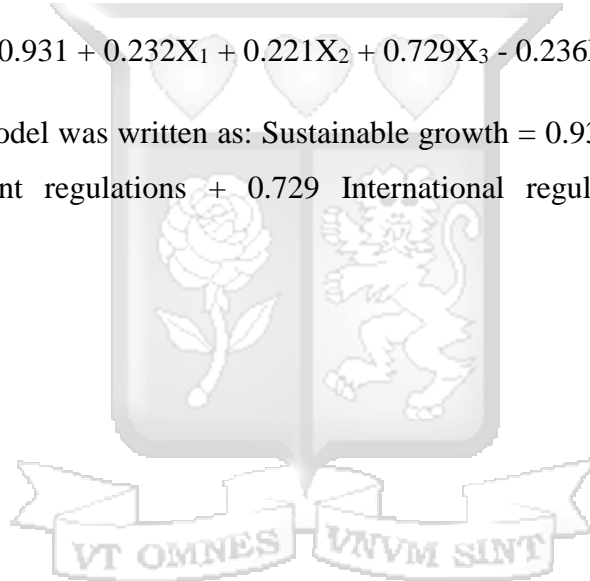 0.931 + 0.232X₁ + 0.221X₂ + 0.729X₃ - 0.236
odel was written as: Sustainable growth = 0.93
nt regulations + 0.729 International regul
VT OMNES VNVM SINT